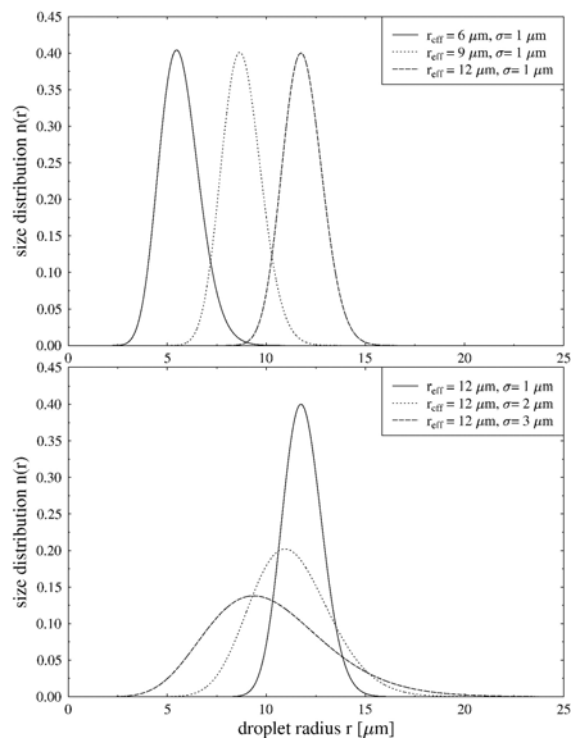 size distribution n(r)
0.45
0.40
0.35
0.30
0.25
0.20
0.15
0.10
0.05
0.00
r_eff = 6 μm, σ= 1 μm
r_eff = 9 μm, σ= 1 μm
r_eff = 12 μm, σ= 1 μm
0 5 10 15 20 25
size distribution n(r)
0.45
0.40
0.35
0.30
0.25
0.20
0.15
0.10
0.05
0.00
r_eff = 12 μm, σ= 1 μm
r_eff = 12 μm, σ= 2 μm
r_eff = 12 μm, σ= 3 μm
0 5 10 15 20 25
droplet radius r [μm]